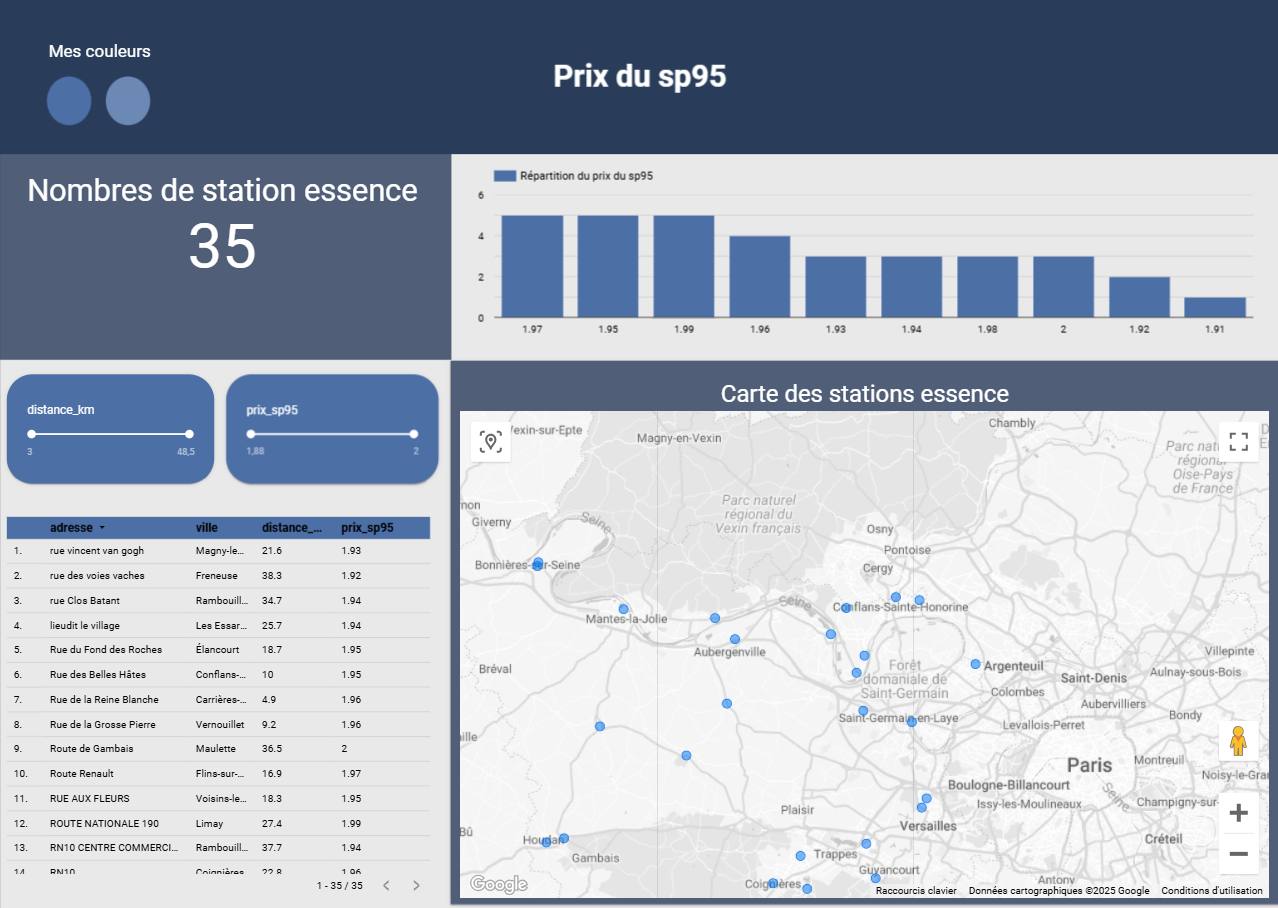 Mes couleurs
Prix du sp95
Nombres de station essence
35
Répartition du prix du sp95
6
4
2
0
1.97 1.95 1.99 1.96 1.93 1.94 1.98 2 1.92 1.91
distance_km
3 48,5
prix_sp95
1,88 2
adresse ville distance_... prix_sp95
1. rue vincent van gogh Magny-le... 21.6 1.93
2. rue des voies vaches Freneuse 38.3 1.92
3. rue Clos Batant Rambouill... 34.7 1.94
4. lieudit le village Les Essar... 25.7 1.94
5. Rue du Fond des Roches Élancourt 18.7 1.95
6. Rue des Belles Hâtes Conflans-... 10 1.95
7. Rue de la Reine Blanche Carrières-... 4.9 1.96
8. Rue de la Grosse Pierre Vernouillet 9.2 1.96
9. Route de Gambais Maulette 36.5 2
10. Route Renault Flins-sur-... 16.9 1.97
11. RUE AUX FLEURS Voisins-le... 18.3 1.95
12. ROUTE NATIONALE 190 Limay 27.4 1.99
13. RN10 CENTRE COMMERCI... Rambouill... 37.7 1.94
14. RN10 Coignières 22.8 1.96
1 - 35 / 35
Carte des stations essence
Vexin-sur-Epte
Magny-en-Vexin
Chambly
Parc nat
régional
Oise-Pays
de France
Parc naturel
régional du
Vexin français
non
Giverny
Seine
Osny
Pontoise
Cergy
Bonnières-sur-Seine
Seine
Conflans-Sainte-Honorine
Mantes-la-Jolie
Aubergenville
Bréval
Forêt
domaniale de
Saint-Germain
Argenteuil
Villepinte
Saint-Denis
Aulnay-sous-Bois
Colombes
Aubervilliers
Bondy
Saint-Germain-en-Laye
Levallois-Perret
ille
Paris
Montreuil
Noisy-le-Gra
Boulogne-Billancourt
Seine
Issy-les-Moulineaux
Champigny-sur-
Plaisir
Versailles
Créteil
Bû
Houdan
Gambais
Trappes
Guyancourt
Coignières
Antony
Google
Raccourcis clavier Données cartographiques ©2025 Google Conditions d'utilisation